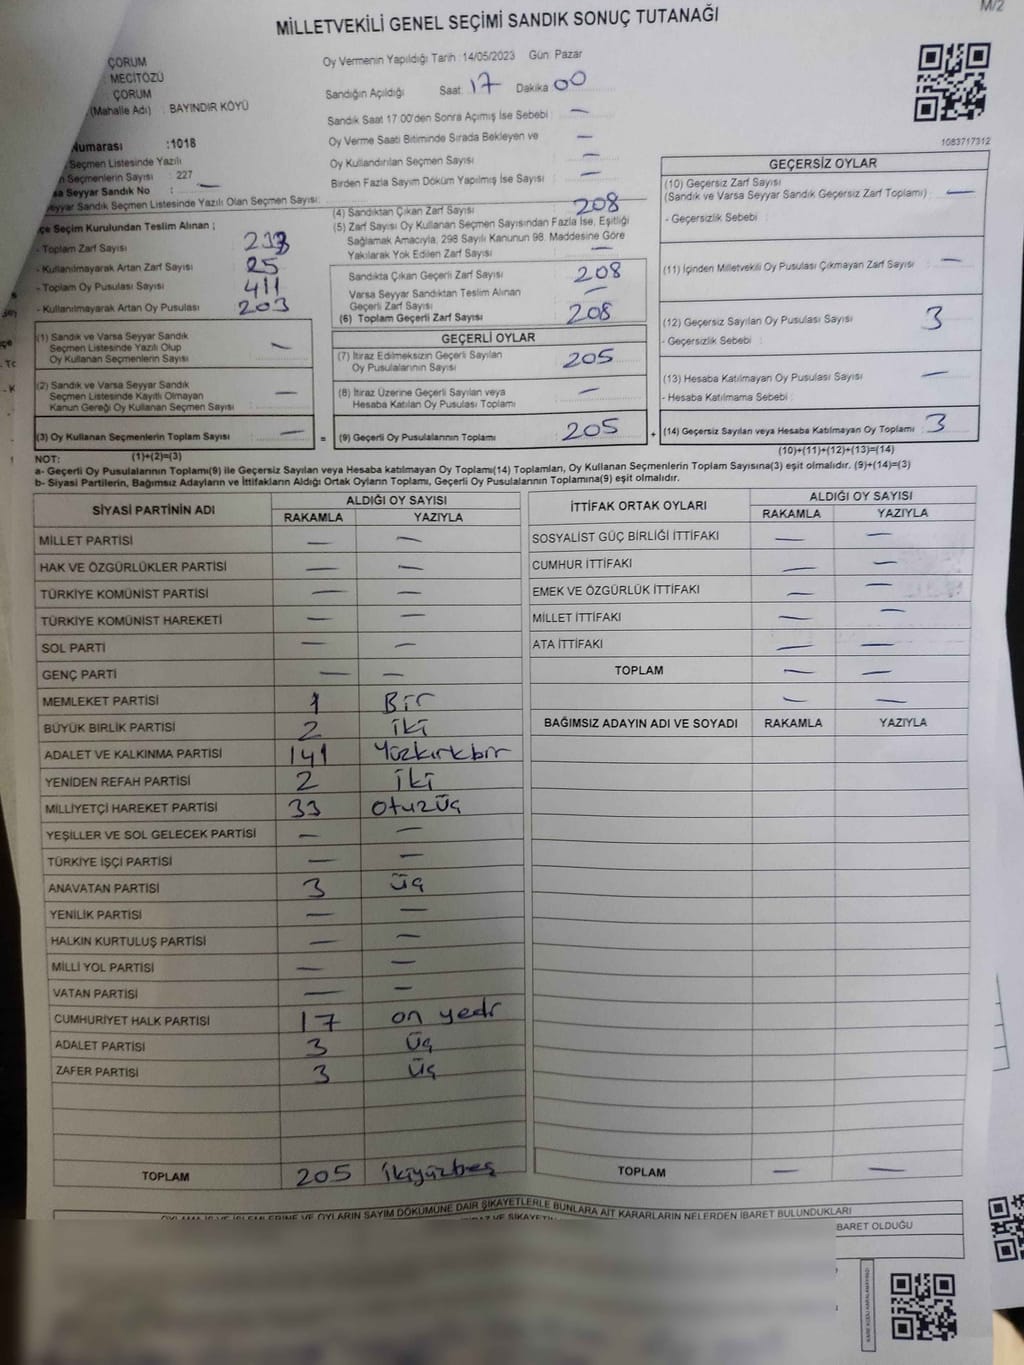 M/2
MİLLETVEKİLİ GENEL SEÇİMİ SANDIK SONUÇ TUTANAĞI
ÇORUM
MECİTÖZÜ
ÇORUM
(Mahalle Adı) : BAYINDIR KÖYÜ
Numarası :1018
Seçmen Listesinde Yazılı
n Seçmenlerin Sayısı : 227
sa Seyyar Sandık No : —
eyyar Sandık Seçmen Listesinde Yazılı Olan Seçmen Sayısı:
çe Seçim Kurulundan Teslim Alınan ;
- Toplam Zarf Sayısı 233
- Kullanılmayarak Artan Zarf Sayısı 25
- Toplam Oy Pusulası Sayısı 411
- Kullanılmayarak Artan Oy Pusulası 203
Oy Vermenin Yapıldığı Tarih : 14/05/2023 Gün: Pazar
Sandığın Açıldığı Saat 17 Dakika 00
Sandık Saat 17:00'den Sonra Açımış İse Sebebi : —
Oy Verme Saati Bitiminde Sırada Bekleyen ve —
Oy Kullandırılan Seçmen Sayısı —
Birden Fazla Sayım Döküm Yapılmış İse Sayısı —
(4) Sandıktan Çıkan Zarf Sayısı 208
(5) Zarf Sayısı Oy Kullanan Seçmen Sayısından Fazla İse, Eşitliği
Sağlamak Amacıyla, 298 Sayılı Kanunun 98. Maddesine Göre
Yakılarak Yok Edilen Zarf Sayısı —
Sandıkta Çıkan Geçerli Zarf Sayısı 208
Varsa Seyyar Sandıktan Teslim Alınan —
Geçerli Zarf Sayısı
(6) Toplam Geçerli Zarf Sayısı 208
1083717312
GEÇERSİZ OYLAR
(10) Geçersiz Zarf Sayısı
(Sandık ve Varsa Seyyar Sandık Geçersiz Zarf Toplamı) —
- Geçersizlik Sebebi :
(11) İçinden Milletvekili Oy Pusulası Çıkmayan Zarf Sayısı —
(12) Geçersiz Sayılan Oy Pusulası Sayısı 3
- Geçersizlik Sebebi :
(13) Hesaba Katılmayan Oy Pusulası Sayısı —
- Hesaba Katılmama Sebebi :
(14) Geçersiz Sayılan veya Hesaba Katılmayan Oy Toplamı 3
(10)+(11)+(12)+(13)=(14)
(1) Sandık ve Varsa Seyyar Sandık
Seçmen Listesinde Yazılı Olup
Oy Kullanan Seçmenlerin Sayısı —
(2) Sandık ve Varsa Seyyar Sandık
Seçmen Listesinde Kayıtlı Olmayan
Kanun Gereği Oy Kullanan Seçmen Sayısı —
(3) Oy Kullanan Seçmenlerin Toplam Sayısı —
=
GEÇERLİ OYLAR
(7) İtiraz Edilmeksizin Geçerli Sayılan
Oy Pusulalarının Sayısı 205
(8) İtiraz Üzerine Geçerli Sayılan veya
Hesaba Katılan Oy Pusulası Toplamı —
(9) Geçerli Oy Pusulalarının Toplamı 205
+
NOT: (1)+(2)=(3)
a- Geçerli Oy Pusulalarının Toplamı(9) ile Geçersiz Sayılan veya Hesaba katılmayan Oy Toplamı(14) Toplamları, Oy Kullanan Seçmenlerin Toplam Sayısına(3) eşit olmalıdır. (9)+(14)=(3)
b- Siyasi Partilerin, Bağımsız Adayların ve İttifakların Aldığı Ortak Oyların Toplamı, Geçerli Oy Pusulalarının Toplamına(9) eşit olmalıdır.
SİYASİ PARTİNİN ADI ALDIĞI OY SAYISI
RAKAMLA YAZIYLA
MİLLET PARTİSİ — —
HAK VE ÖZGÜRLÜKLER PARTİSİ — —
TÜRKİYE KOMÜNİST PARTİSİ — —
TÜRKİYE KOMÜNİST HAREKETİ — —
SOL PARTİ — —
GENÇ PARTİ — —
MEMLEKET PARTİSİ 1 Bir
BÜYÜK BİRLİK PARTİSİ 2 iki
ADALET VE KALKINMA PARTİSİ 141 Yüzkırkbir
YENİDEN REFAH PARTİSİ 2 iki
MİLLİYETÇİ HAREKET PARTİSİ 33 otuzüç
YEŞİLLER VE SOL GELECEK PARTİSİ — —
TÜRKİYE İŞÇİ PARTİSİ — —
ANAVATAN PARTİSİ 3 üç
YENİLİK PARTİSİ — —
HALKIN KURTULUŞ PARTİSİ — —
MİLLİ YOL PARTİSİ — —
VATAN PARTİSİ — —
CUMHURİYET HALK PARTİSİ 17 on yedi
ADALET PARTİSİ 3 üç
ZAFER PARTİSİ 3 üç
TOPLAM 205 ikiyüzbeş
İTTİFAK ORTAK OYLARI ALDIĞI OY SAYISI
RAKAMLA YAZIYLA
SOSYALİST GÜÇ BİRLİĞİ İTTİFAKI — —
CUMHUR İTTİFAKI — —
EMEK VE ÖZGÜRLÜK İTTİFAKI — —
MİLLET İTTİFAKI — —
ATA İTTİFAKI — —
TOPLAM — —
— —
BAĞIMSIZ ADAYIN ADI VE SOYADI RAKAMLA YAZIYLA
TOPLAM — —
OYLAMA İŞ VE İŞLEMLERİNE VE OYLARIN SAYIM DÖKÜMÜNE DAİR ŞİKAYETLERLE BUNLARA AİT KARARLARIN NELERDEN İBARET BULUNDUKLARI
BARET OLDUĞU